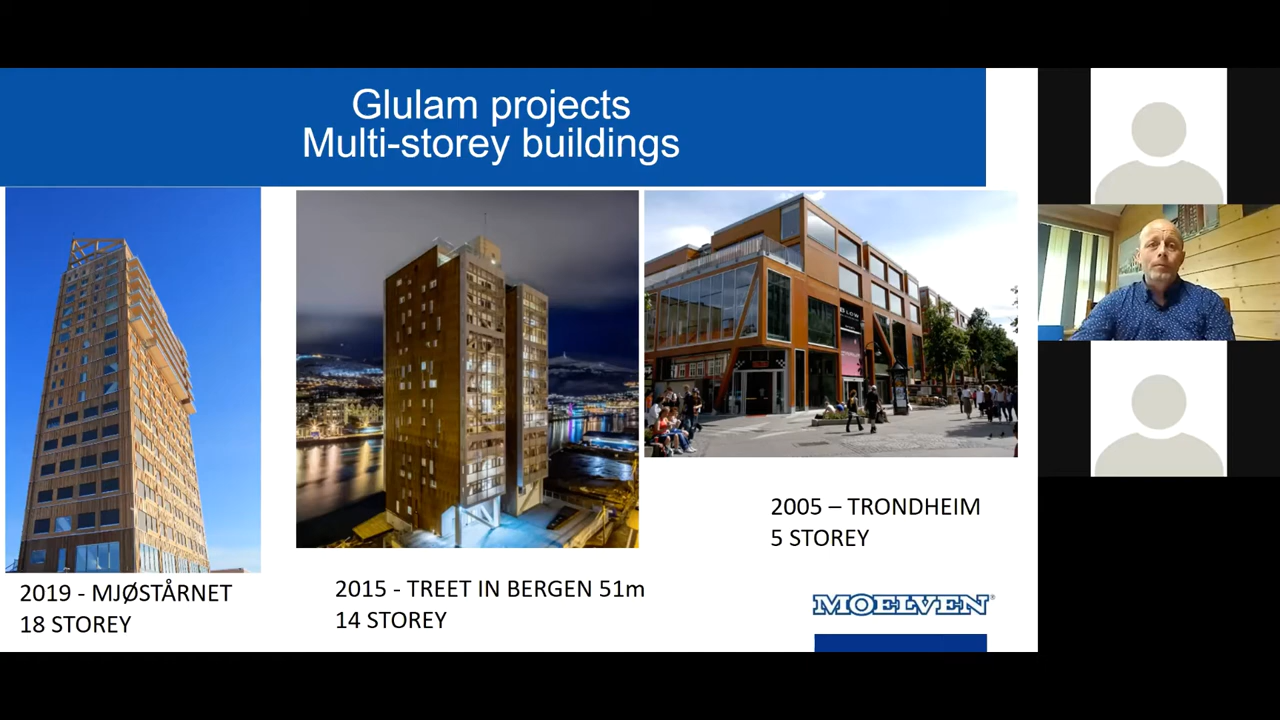 Glulam projects
Multi-storey buildings
BLOW
2019 - MJØSTÅRNET
18 STOREY
2015 - TREET IN BERGEN 51m
14 STOREY
2005 – TRONDHEIM
5 STOREY
MOELVEN®